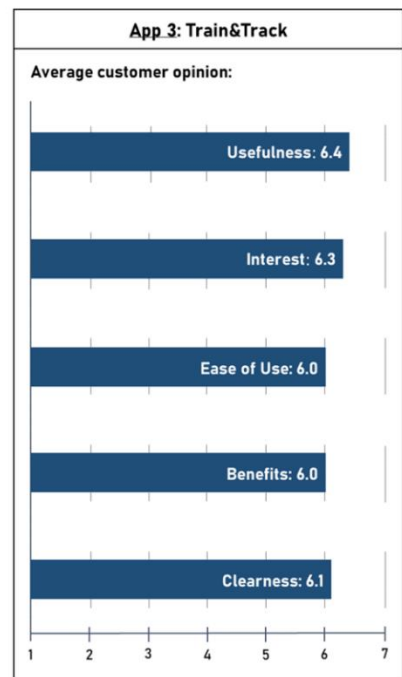 App 3: Train&Track
Average customer opinion:
Usefulness: 6.4
Interest: 6.3
Ease of Use: 6.0
Benefits: 6.0
Clearness: 6.1
1 2 3 4 5 6 7